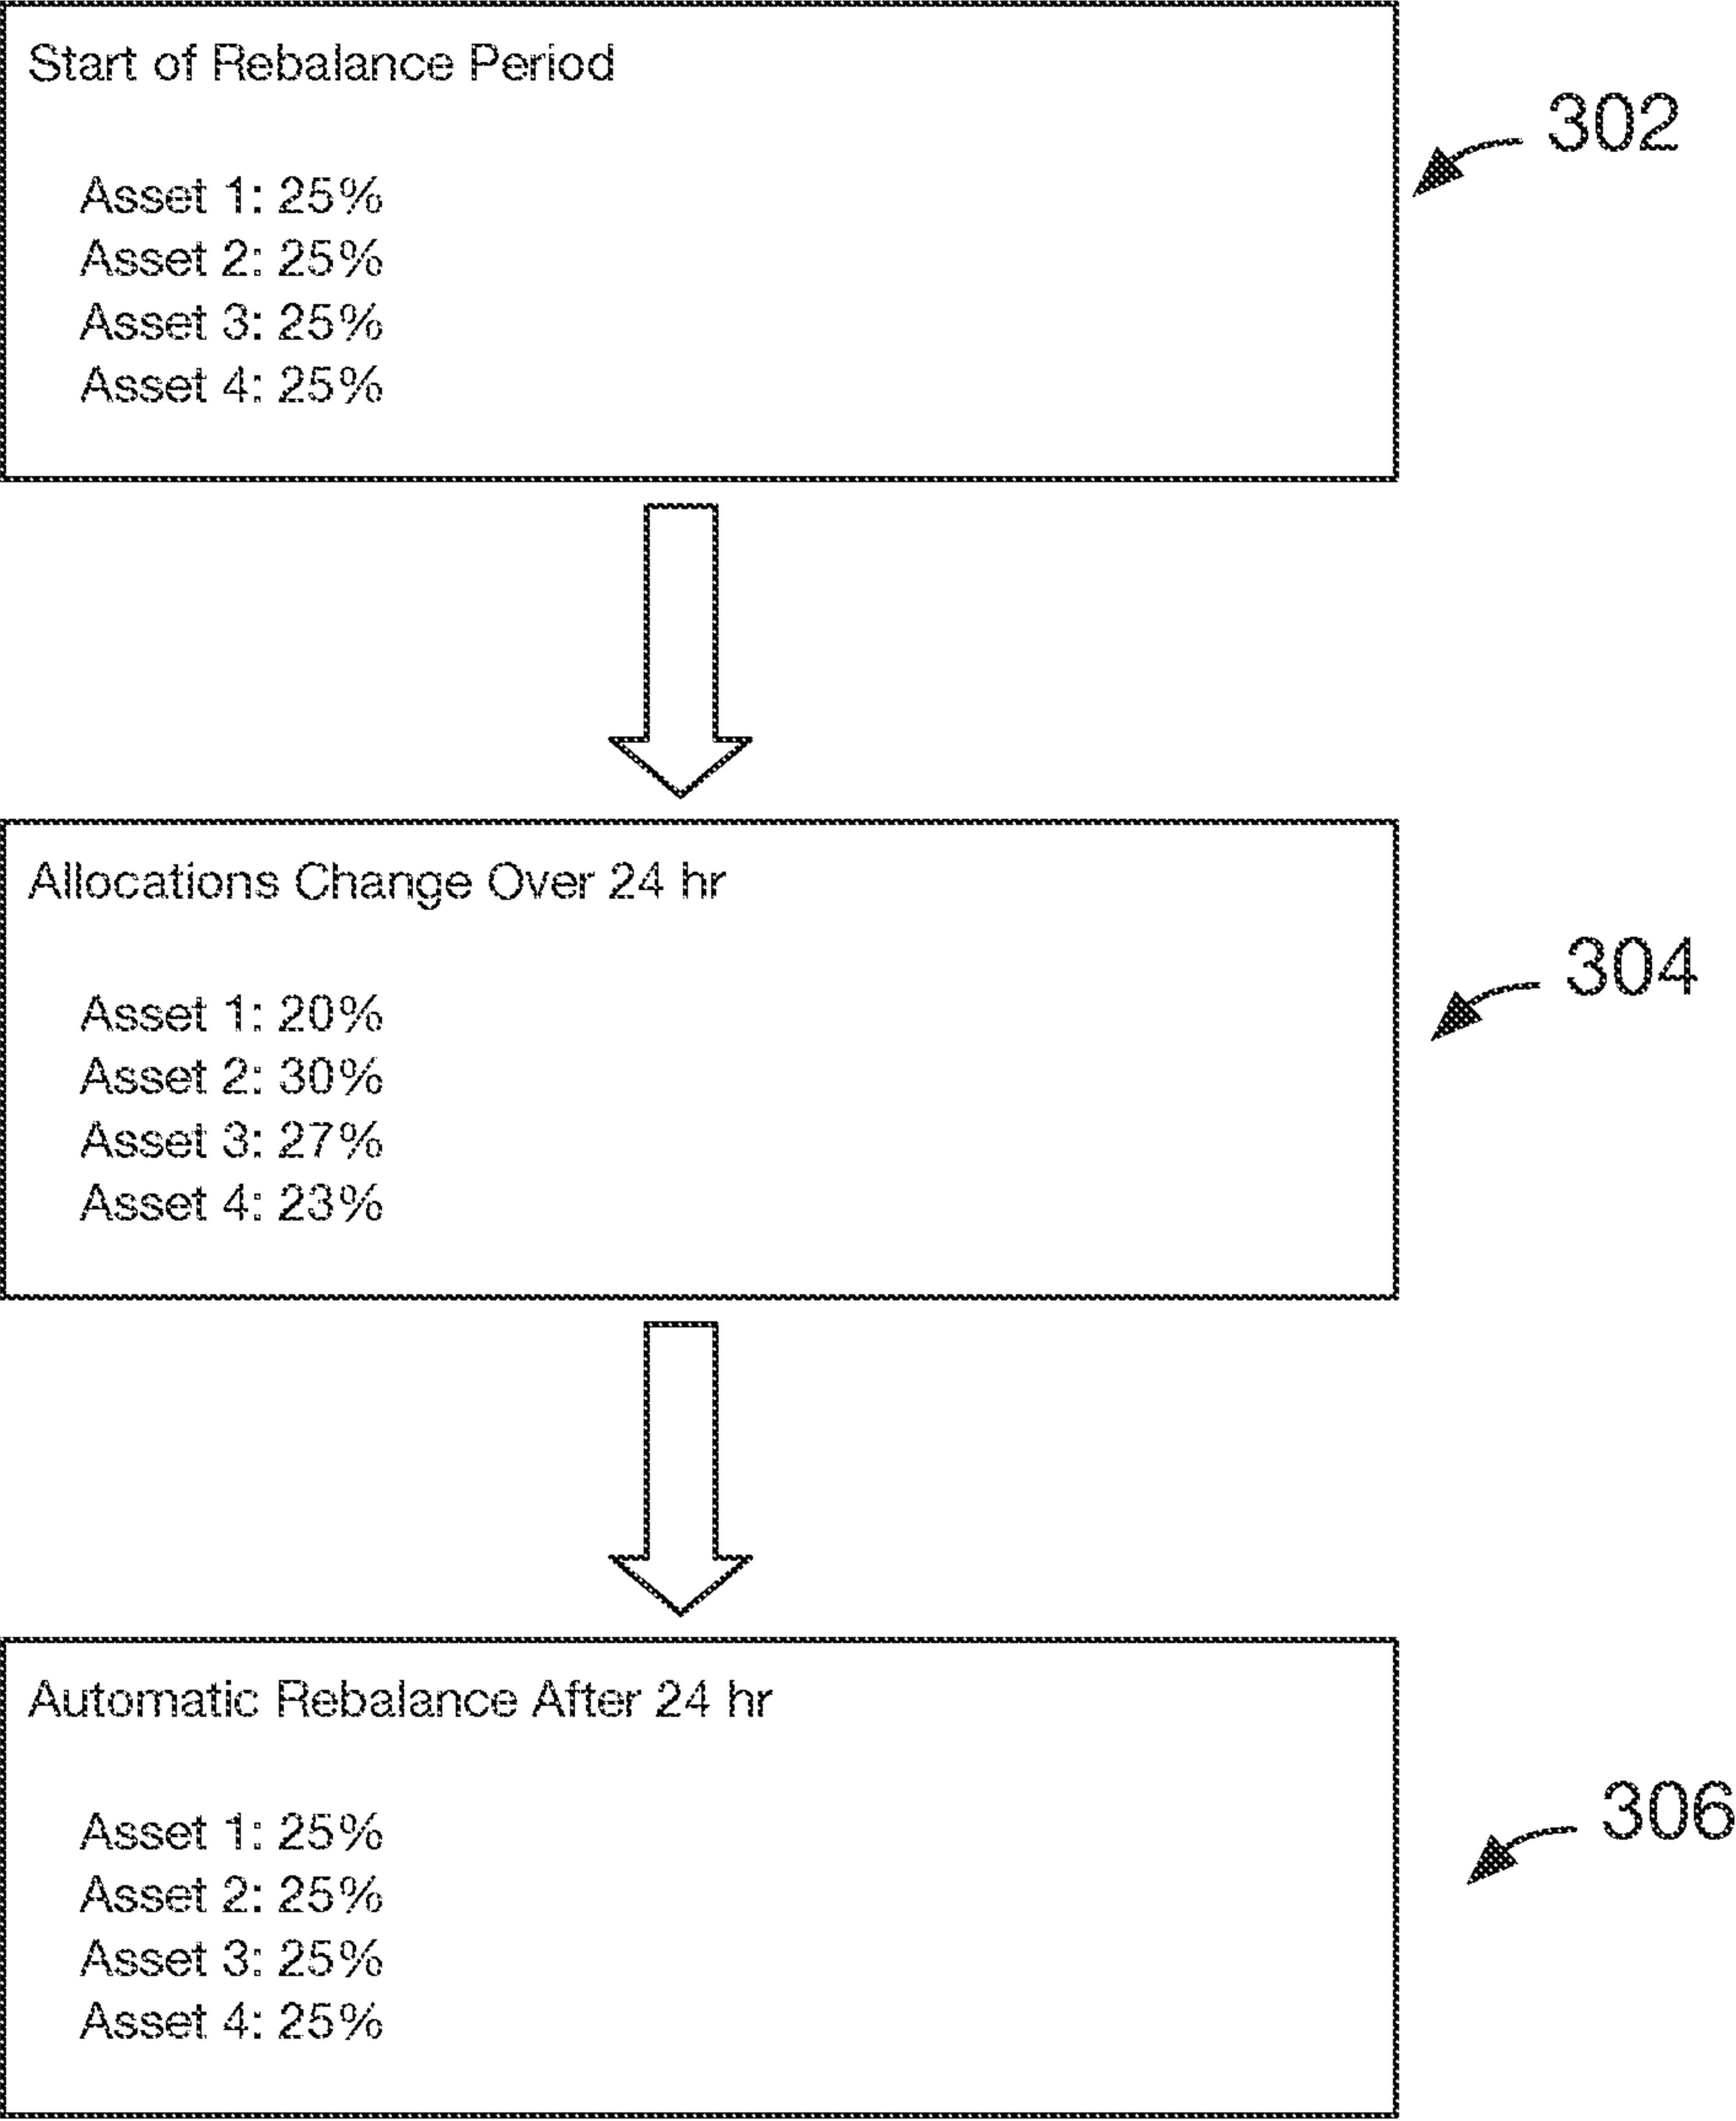 Start of Rebalance Period
302
Asset 1: 25%
Asset 2: 25%
Asset 3: 25%
Asset 4: 25%
Allocations Change Over 24 hr
304
Asset 1: 20%
Asset 2: 30%
Asset 3: 27%
Asset 4: 23%
Automatic Rebalance After 24 hr
306
Asset 1: 25%
Asset 2: 25%
Asset 3: 25%
Asset 4: 25%